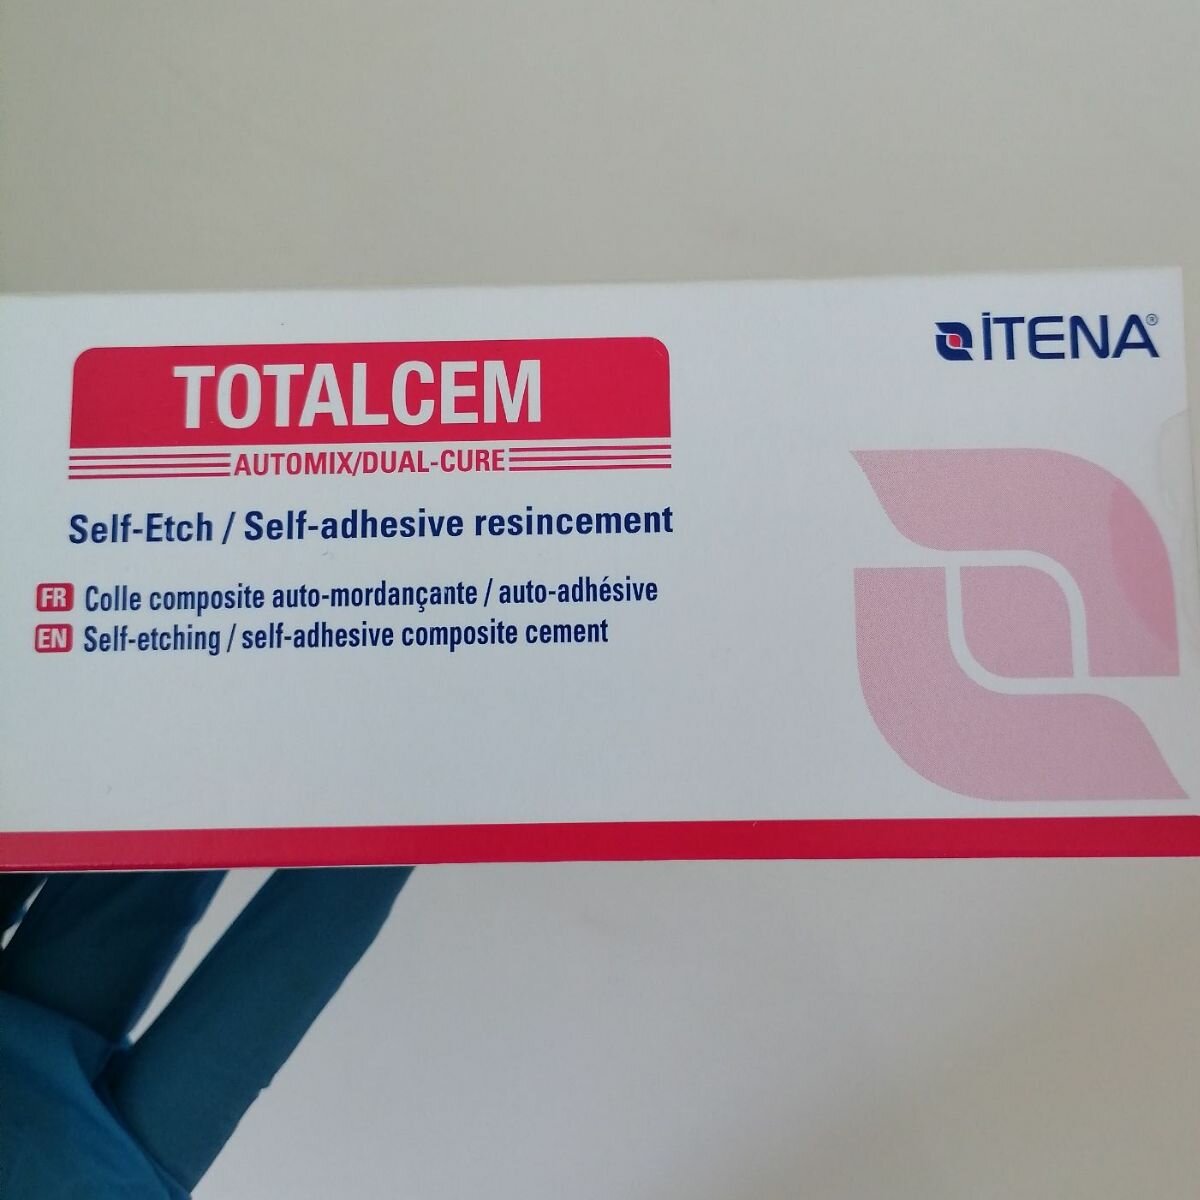 İTENA®
TOTALCEM
AUTOMIX/DUAL-CURE
Self-Etch / Self-adhesive resincement
FR Colle composite auto-mordançante / auto-adhésive
EN Self-etching / self-adhesive composite cement